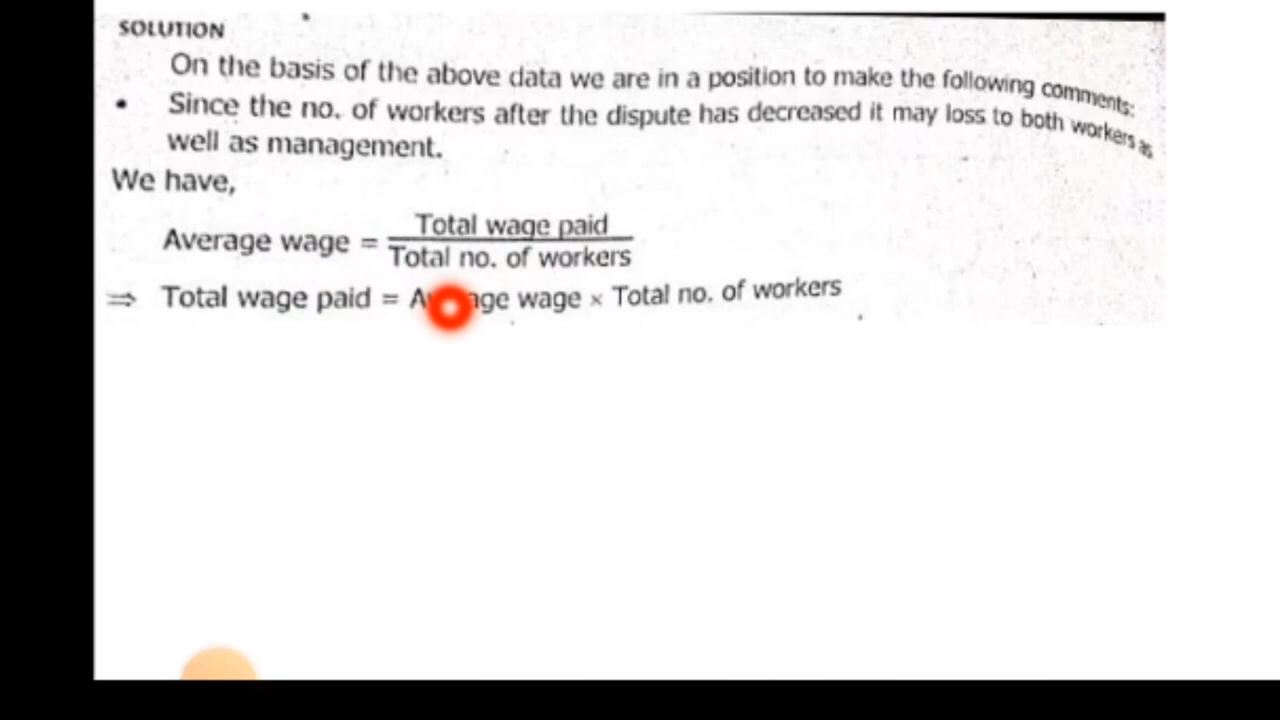 SOLUTION
On the basis of the above data we are in a position to make the following comments:
• Since the no. of workers after the dispute has decreased it may loss to both workers as
well as management.
We have,
Average wage = Total wage paid
Total no. of workers
⇒ Total wage paid = Average wage × Total no. of workers